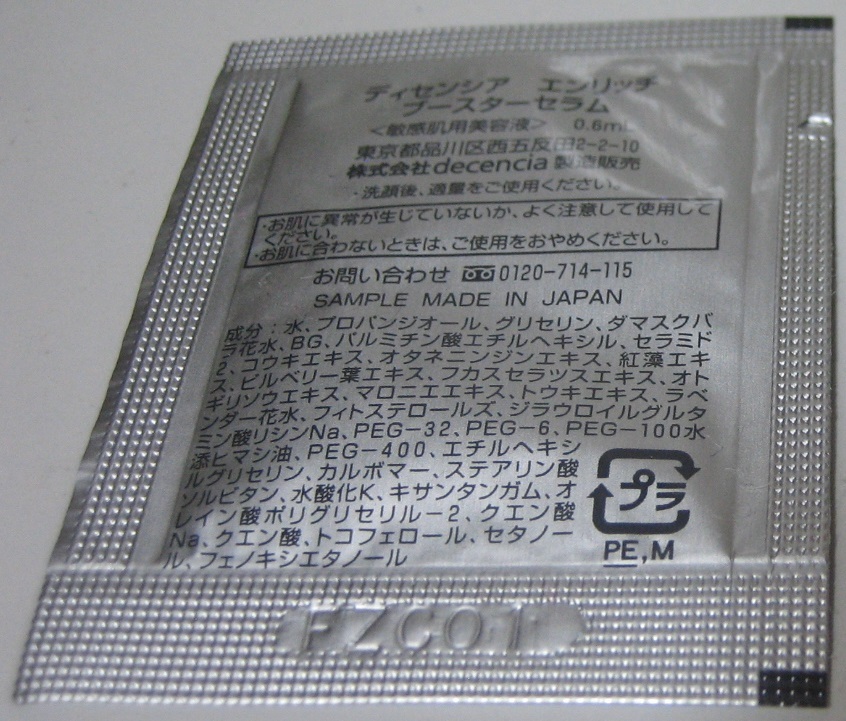 ディセンシア エンリッチ
ブースターセラム
<敏感肌用美容液> 0.6mL
東京都品川区西五反田2-2-10
株式会社decencia 製造販売
・洗顔後、適量をご使用ください。
・お肌に異常が生じていないか、よく注意して使用して
ください。
・お肌に合わないときは、ご使用をおやめください。
お問い合わせ 0120-714-115
SAMPLE MADE IN JAPAN
成分:水、プロパンジオール、グリセリン、ダマスクバ
ラ花水、BG、パルミチン酸エチルヘキシル、セラミド
2、コウキエキス、オタネニンジンエキス、紅藻エキ
ス、ビルベリー葉エキス、フカスセラツスエキス、オト
ギリソウエキス、マロニエエキス、トウキエキス、ラベ
ンダー花水、フィトステロールズ、ジラウロイルグルタ
ミン酸リシンNa、PEG-32、PEG-6、PEG-100水
添ヒマシ油、PEG-400、エチルヘキシ
ルグリセリン、カルボマー、ステアリン酸
ソルビタン、水酸化K、キサンタンガム、オ
レイン酸ポリグリセリル-2、クエン酸
Na、クエン酸、トコフェロール、セタノー
ル、フェノキシエタノール
プラ
PE,M
FZC01